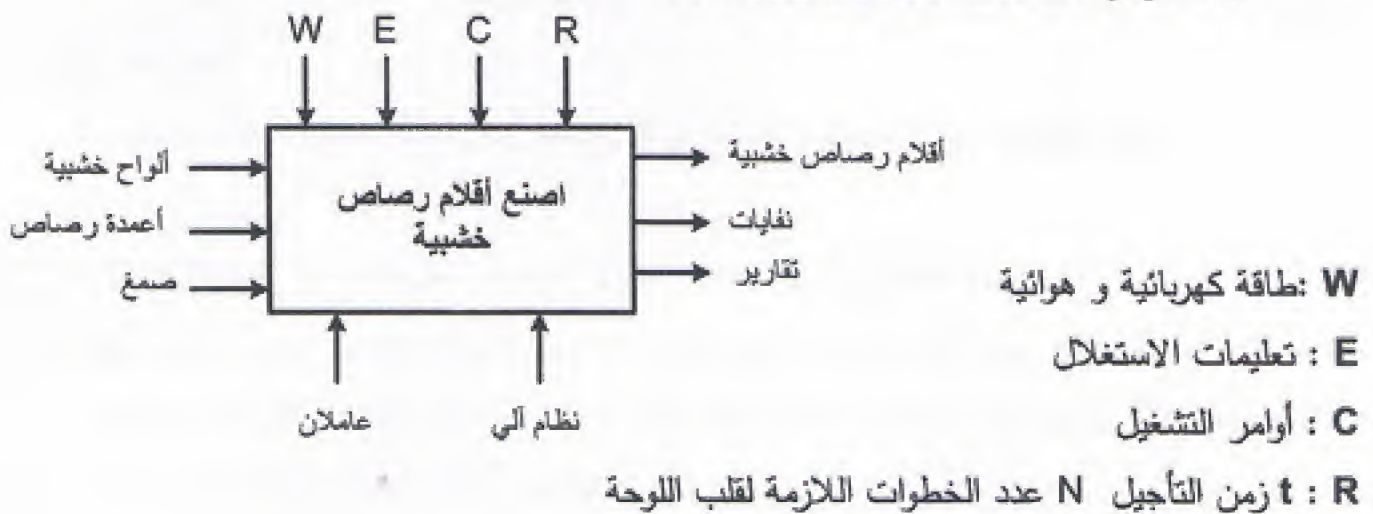 W E C R
ألواح خشبية
أعمدة رصاص
صمغ
اصنع أقلام رصاص
خشبية
أقلام رصاص خشبية
نفايات
تقارير
عاملان
نظام آلي
W :طاقة كهربائية و هوائية
E : تعليمات الاستغلال
C : أوامر التشغيل
R : t زمن التأجيل N عدد الخطوات اللازمة لقلب اللوحة